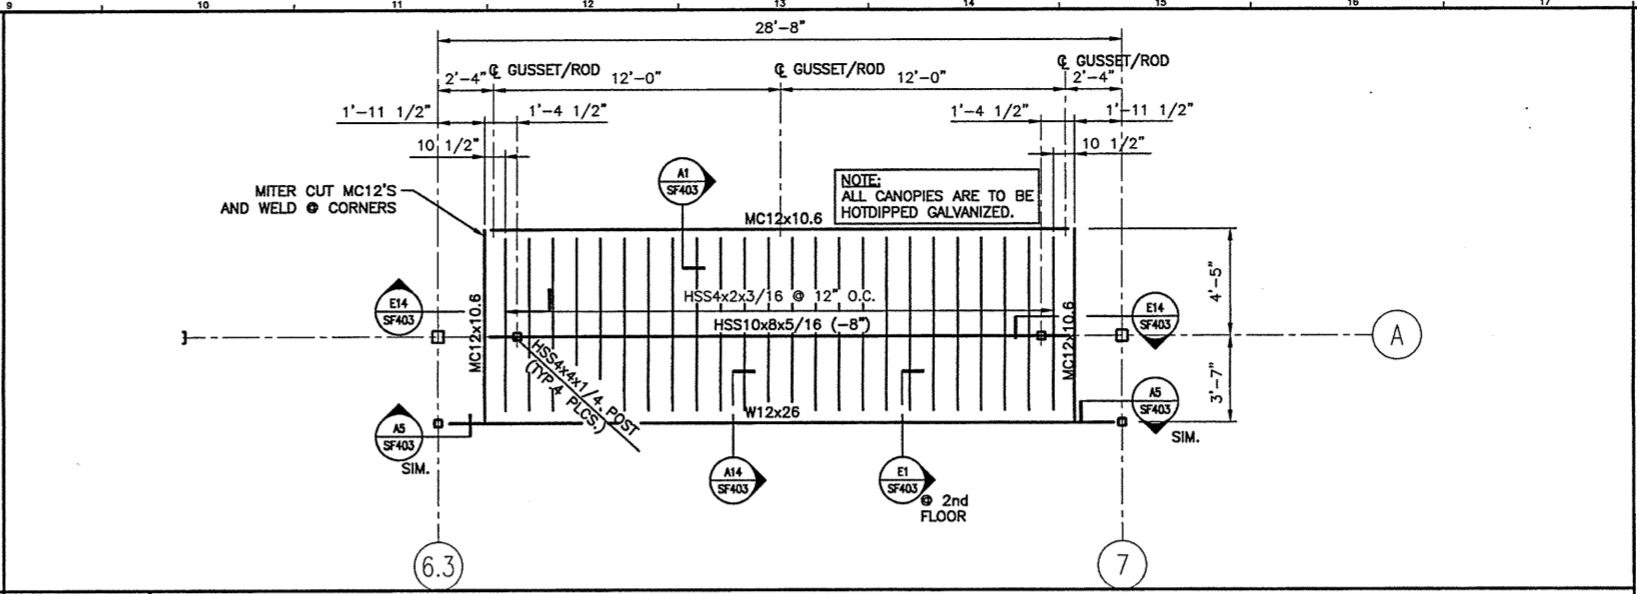 9 10 11 12 13 14 15 16 17
28'-8"
℄ GUSSET/ROD
℄ GUSSET/ROD
℄ GUSSET/ROD
2'-4" 12'-0" 12'-0" 2'-4"
1'-11 1/2" 1'-4 1/2" 1'-4 1/2" 1'-11 1/2"
10 1/2" 10 1/2"
A1
SF403
NOTE:
ALL CANOPIES ARE TO BE
HOTDIPPED GALVANIZED.
MITER CUT MC12'S
AND WELD @ CORNERS
MC12x10.6
E14
SF403
MC12x10.6
HSS4x2x3/16 @ 12" O.C.
HSS10x8x5/16 (-8")
MC12x10.6
E14
SF403
4'-5"
A
HSS4x4x1/4 POST
(TYP.4 PLCS.)
3'-7"
W12x26
A5
SF403
SIM.
A5
SF403
SIM.
A14
SF403
E1
SF403
@ 2nd
FLOOR
6.3
7